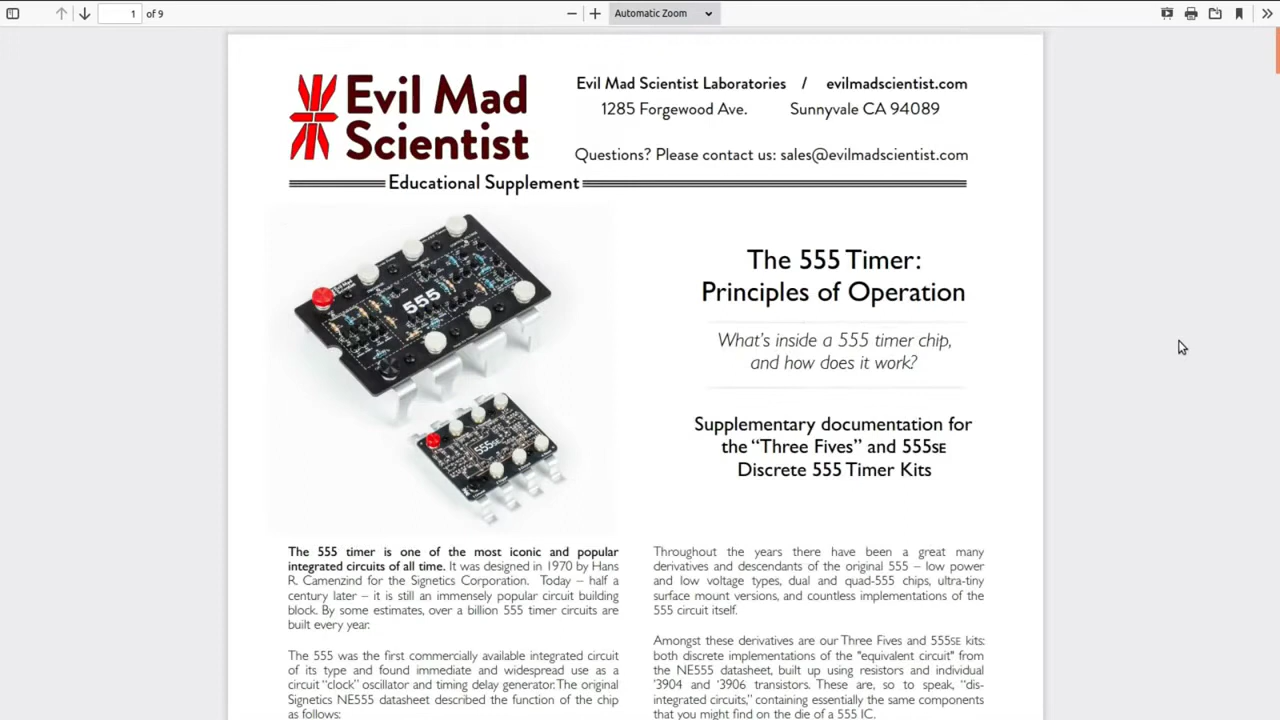 1 of 9
Automatic Zoom
Evil Mad
Scientist
Evil Mad Scientist Laboratories / evilmadscientist.com
1285 Forgewood Ave. Sunnyvale CA 94089
Questions? Please contact us: sales@evilmadscientist.com
Educational Supplement
555
555SE
The 555 Timer:
Principles of Operation
What's inside a 555 timer chip,
and how does it work?
Supplementary documentation for
the “Three Fives” and 555SE
Discrete 555 Timer Kits
The 555 timer is one of the most iconic and popular
integrated circuits of all time. It was designed in 1970 by Hans
R. Camenzind for the Signetics Corporation. Today – half a
century later – it is still an immensely popular circuit building
block. By some estimates, over a billion 555 timer circuits are
built every year.
The 555 was the first commercially available integrated circuit
of its type and found immediate and widespread use as a
circuit “clock” oscillator and timing delay generator. The original
Signetics NE555 datasheet described the function of the chip
as follows:
Throughout the years there have been a great many
derivatives and descendants of the original 555 – low power
and low voltage types, dual and quad-555 chips, ultra-tiny
surface mount versions, and countless implementations of the
555 circuit itself.
Amongst these derivatives are our Three Fives and 555SE kits:
both discrete implementations of the "equivalent circuit" from
the NE555 datasheet, built up using resistors and individual
'3904 and '3906 transistors. These are, so to speak, “dis-
integrated circuits,” containing essentially the same components
that you might find on the die of a 555 IC.